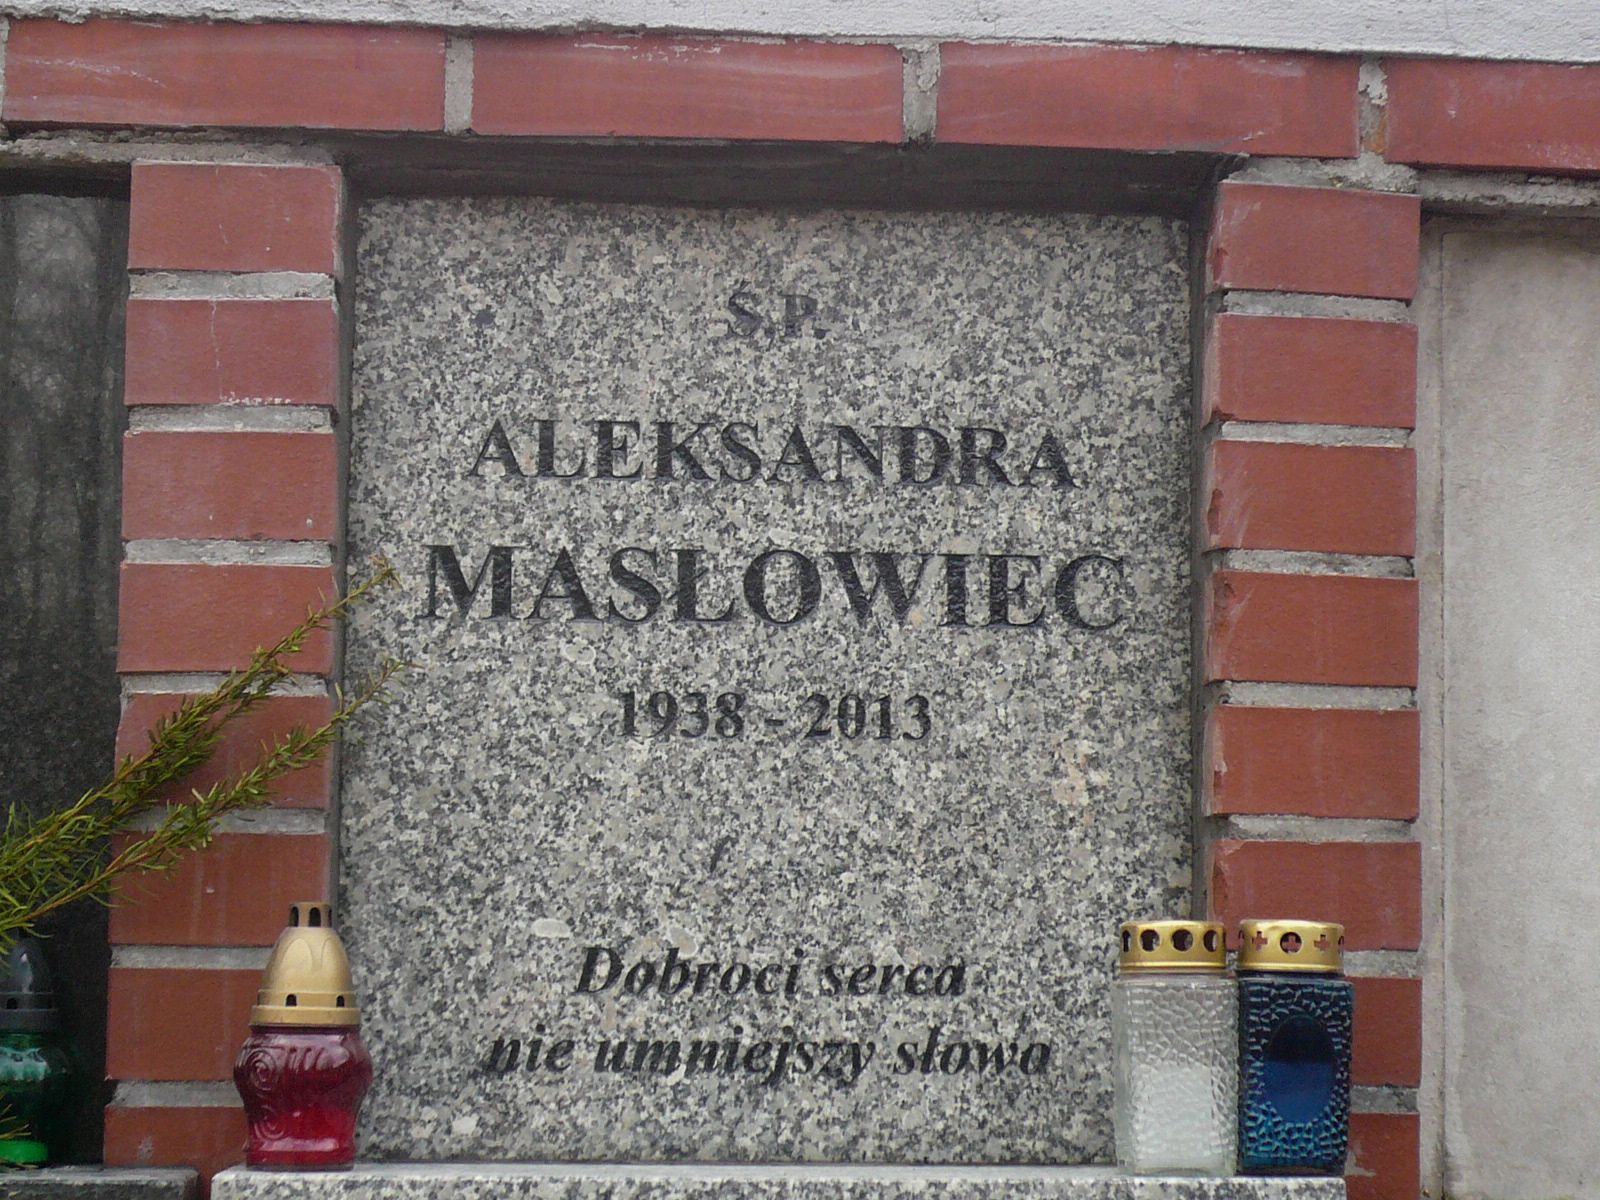 Ś.P.
ALEKSANDRA
MASŁOWIEC
1938 - 2013
Dobroci serca
nie umniejszy słowa